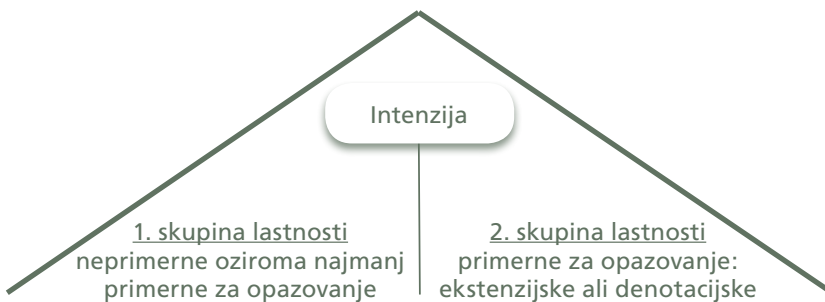 Intenzija
1. skupina lastnosti
neprimerne oziroma najmanj
primerne za opazovanje
2. skupina lastnosti
primerne za opazovanje:
ekstenzijske ali denotacijske